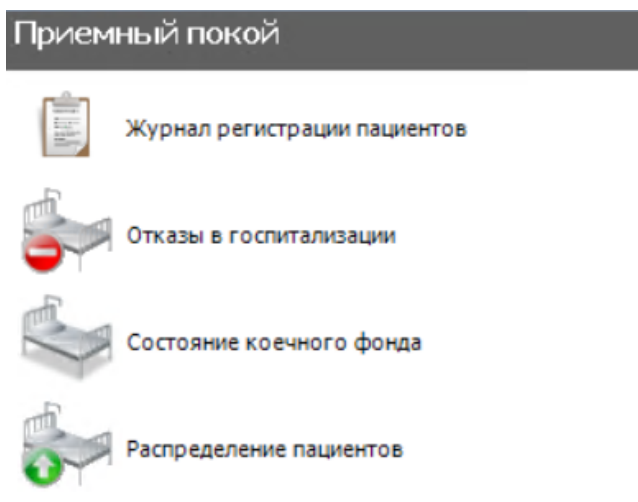 Приемный покой
Журнал регистрации пациентов
Отказы в госпитализации
Состояние коечного фонда
Распределение пациентов